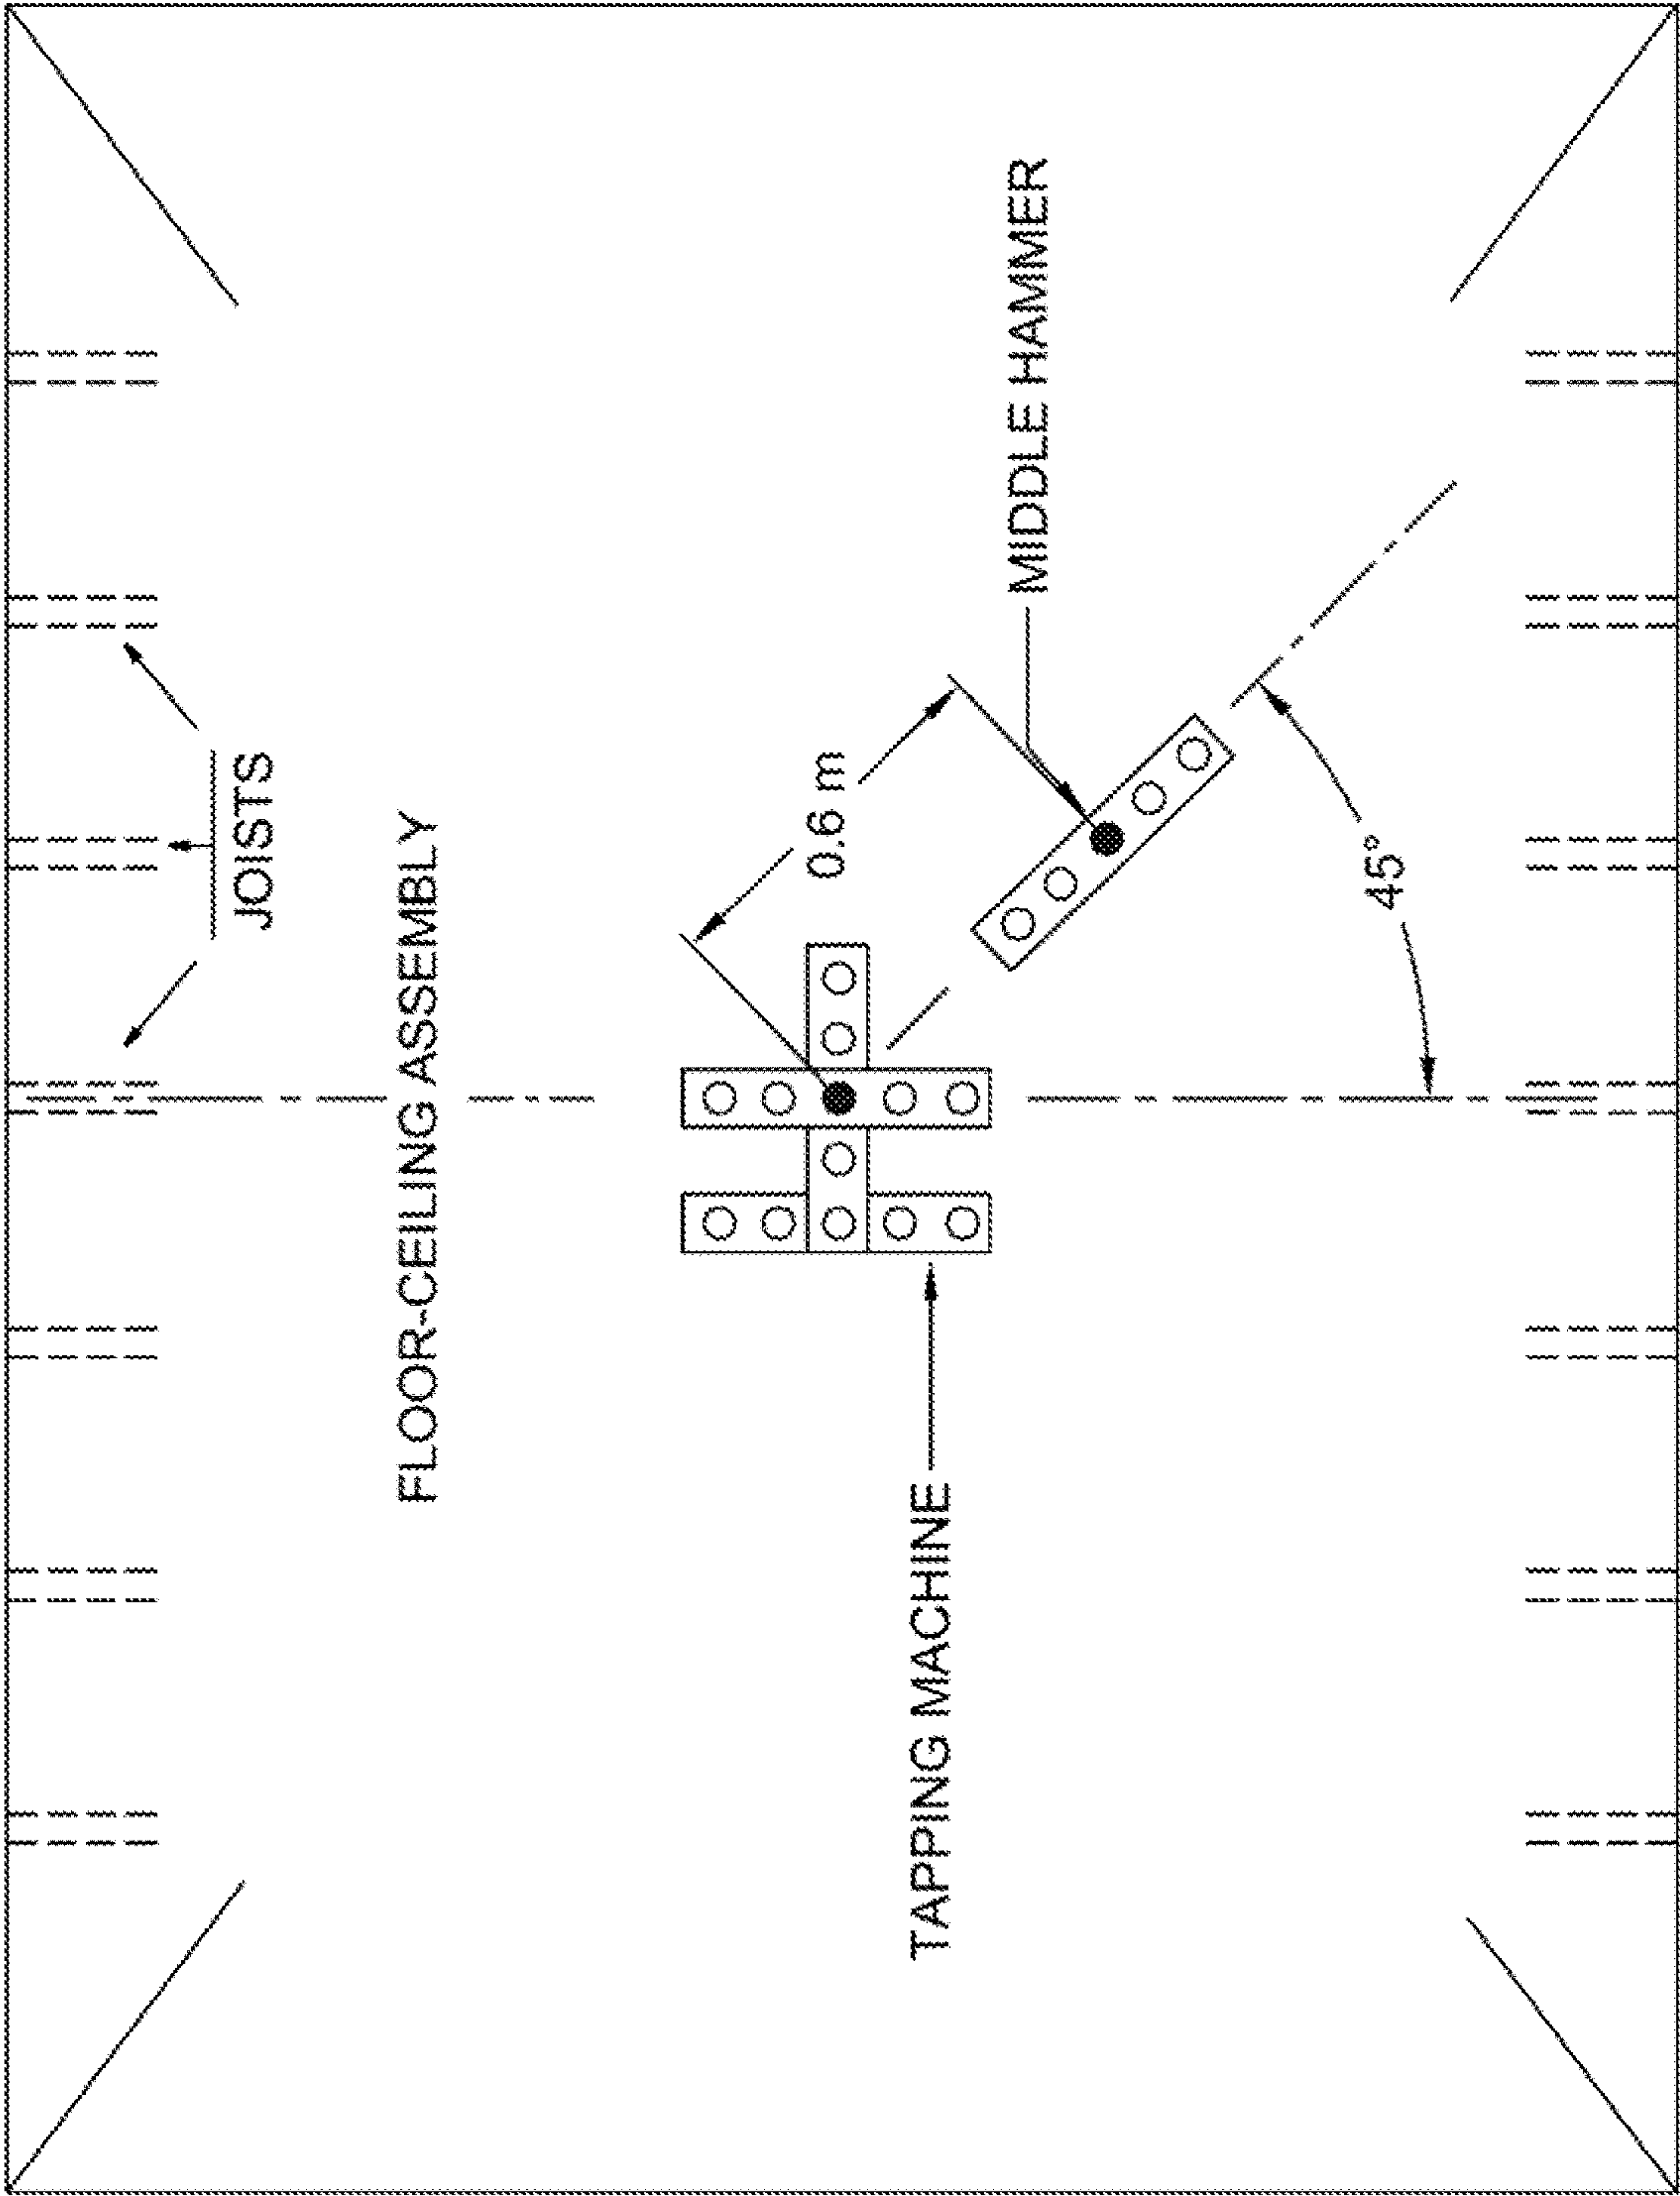 JOISTS
FLOOR-CEILING ASSEMBLY
0.6 m
TAPPING MACHINE
MIDDLE HAMMER
45°